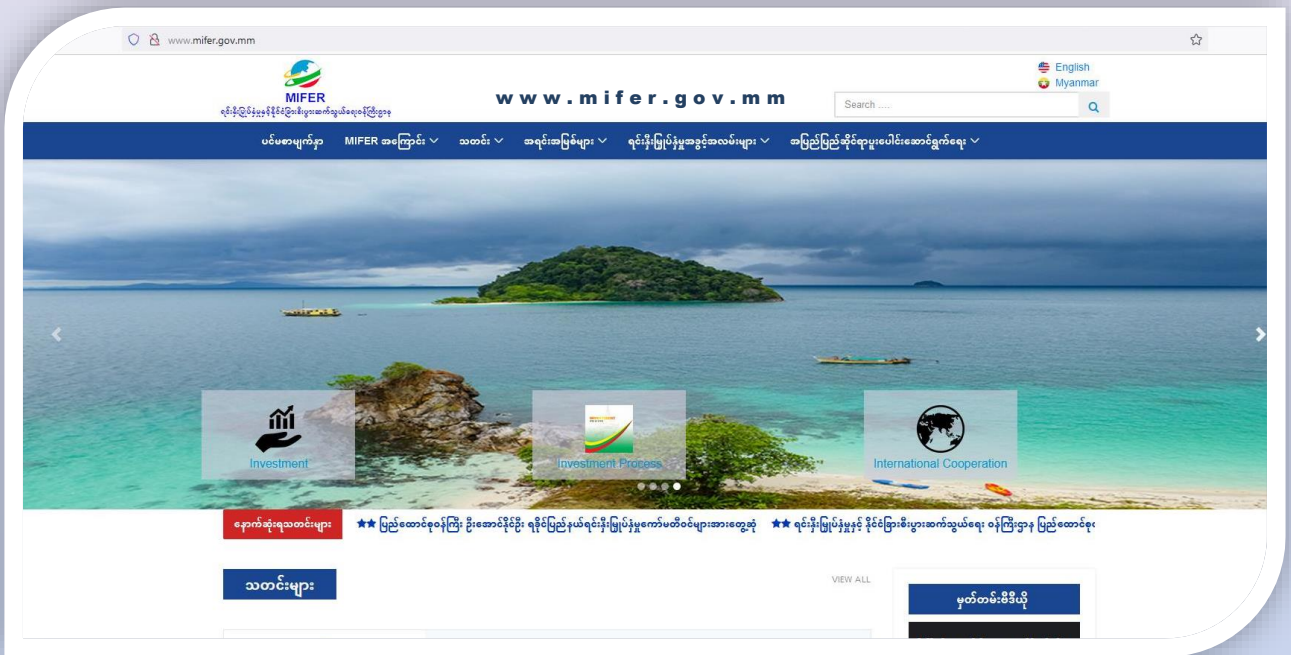 www.mifer.gov.mm
English
Myanmar
MIFER
ရင်းနှီးမြှုပ်နှံမှုနှင့်နိုင်ငံခြားစီးပွားဆက်သွယ်ရေးဝန်ကြီးဌာန
www.mifer.gov.mm
Search ....
ပင်မစာမျက်နှာ MIFER အကြောင်း သတင်း အရင်းအမြစ်များ ရင်းနှီးမြှုပ်နှံမှုအခွင့်အလမ်းများ အပြည်ပြည်ဆိုင်ရာပူးပေါင်းဆောင်ရွက်ရေး
Investment
Investment Process
International Cooperation
နောက်ဆုံးရသတင်းများ ★★ ပြည်ထောင်စုဝန်ကြီး ဦးအောင်နိုင်ဦး ရခိုင်ပြည်နယ်ရင်းနှီးမြှုပ်နှံမှုကော်မတီဝင်များအားတွေ့ဆုံ ★★ ရင်းနှီးမြှုပ်နှံမှုနှင့် နိုင်ငံခြားစီးပွားဆက်သွယ်ရေး ဝန်ကြီးဌာန ပြည်ထောင်စု
သတင်းများ
VIEW ALL
မှတ်တမ်းဗီဒီယို